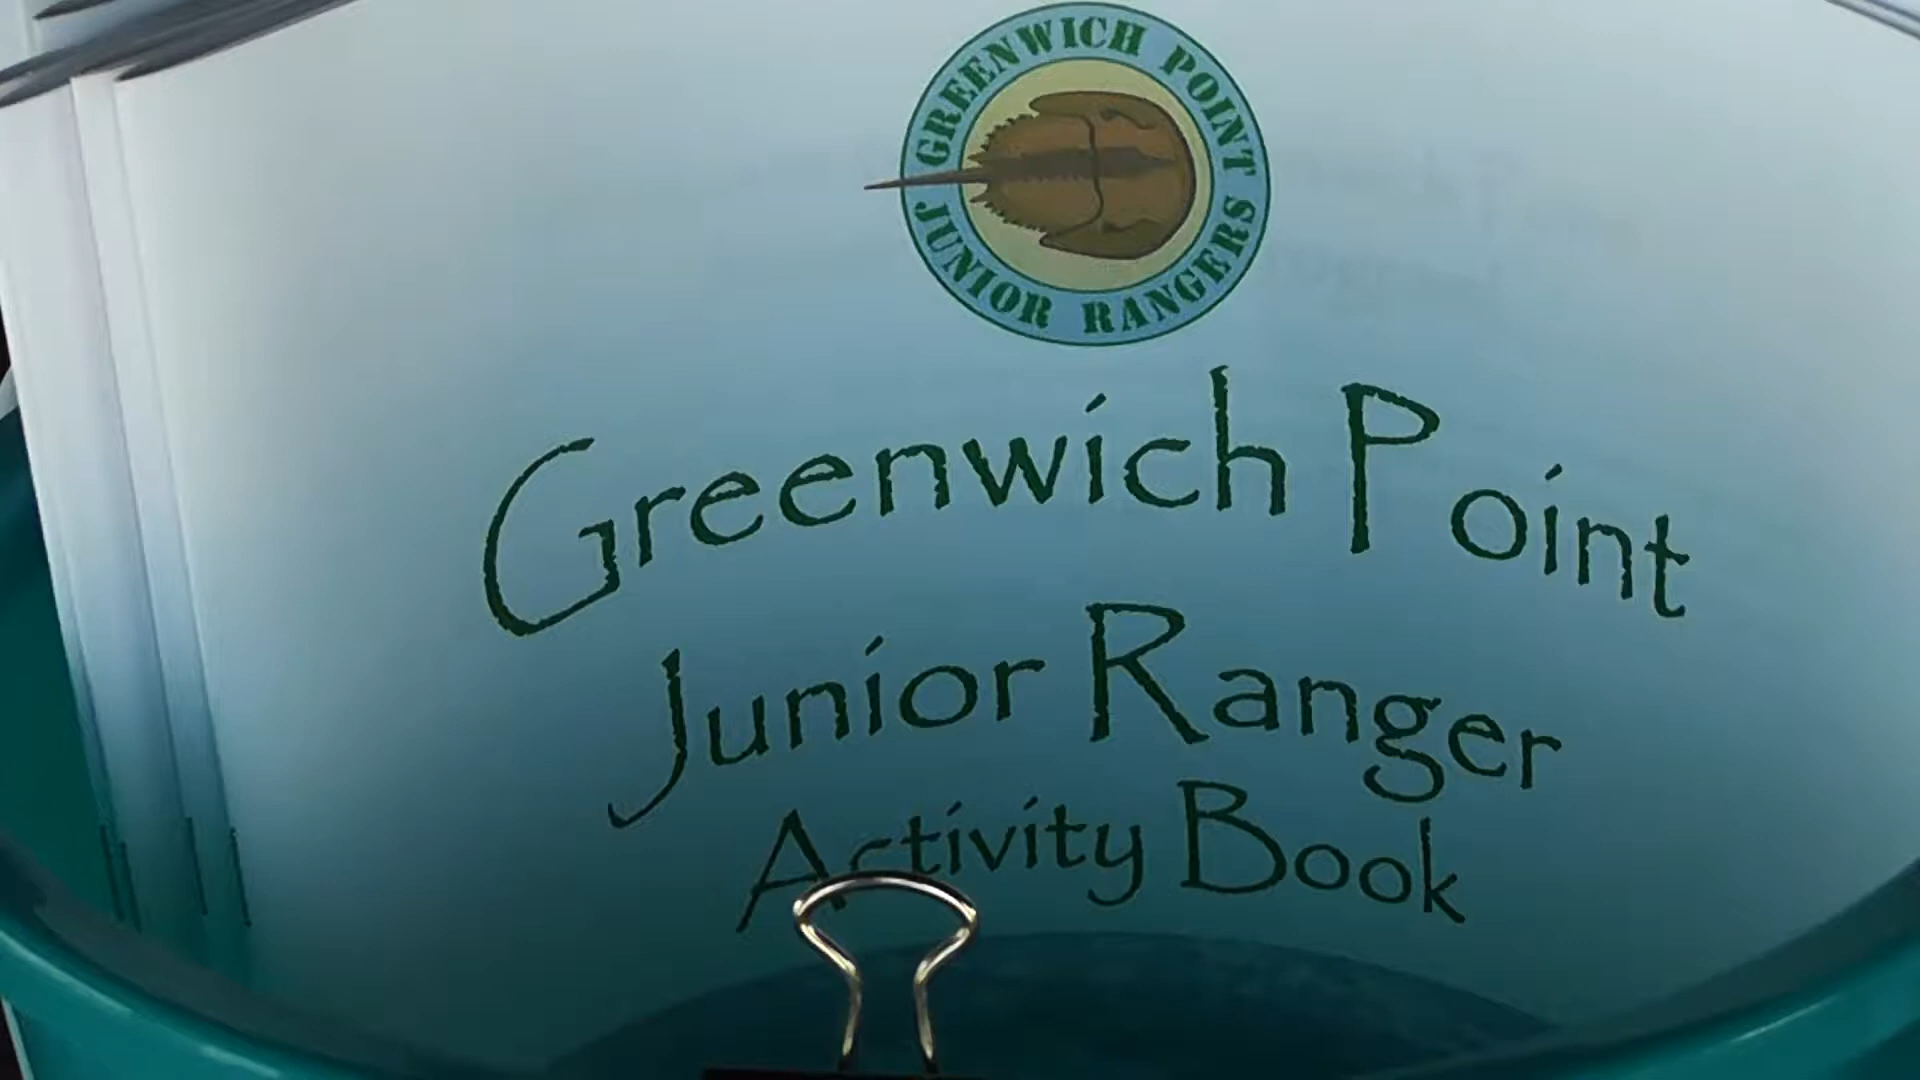 GREENWICH POINT
JUNIOR RANGERS
Greenwich Point
Junior Ranger
Activity Book